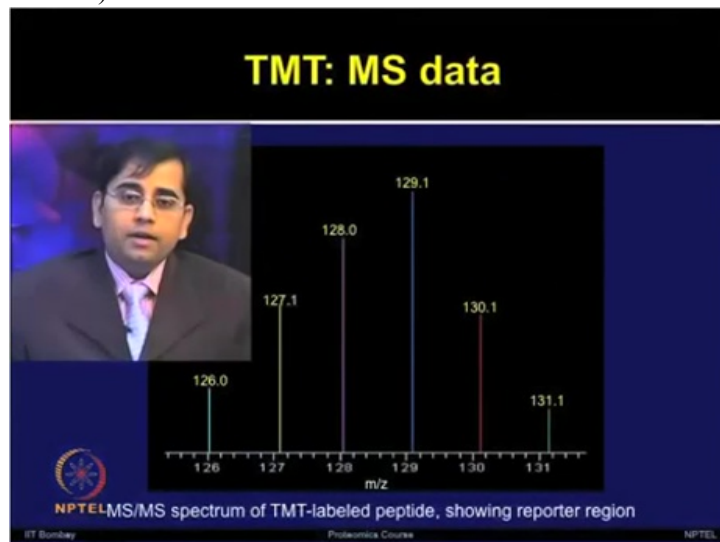 TMT: MS data
129.1
128.0
127.1
130.1
126.0
131.1
126 127 128 129 130 131
m/z
NPTEL
MS/MS spectrum of TMT-labeled peptide, showing reporter region
IIT Bombay Proteomics Course NPTEL